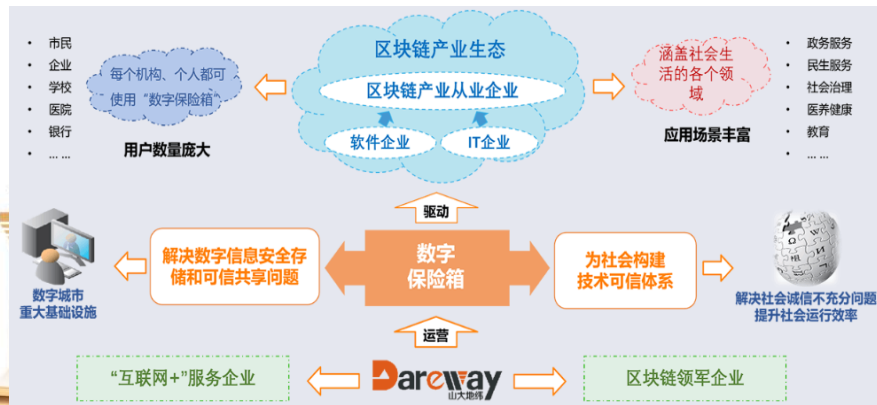 • 市民
• 企业
• 学校
• 医院
• 银行
• ... ...
每个机构、个人都可
使用“数字保险箱”
用户数量庞大
区块链产业生态
区块链产业从业企业
软件企业
IT企业
涵盖社会生
活的各个领
域
应用场景丰富
• 政务服务
• 民生服务
• 社会治理
• 医养健康
• 教育
• ... ...
驱动
数字城市
重大基础设施
解决数字信息安全存
储和可信共享问题
数字
保险箱
为社会构建
技术可信体系
解决社会诚信不充分问题
提升社会运行效率
运营
“互联网+”服务企业
Dareway
山大地纬
区块链领军企业